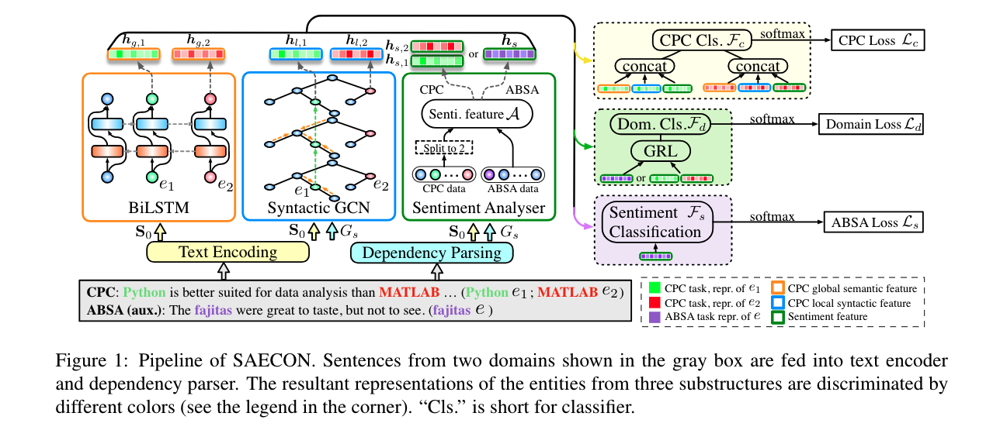 h_{g,1} h_{g,2} h_{l,1} h_{l,2} h_{s,2} h_{s,1} or h_s
CPC ABSA
Senti. feature A
Split to 2
CPC data ABSA data
e_1 e_2
e_1 e_2
BiLSTM Syntactic GCN Sentiment Analyser
S_0 S_0 G_s S_0 G_s
Text Encoding Dependency Parsing
CPC: Python is better suited for data analysis than MATLAB … (Python e_1 ; MATLAB e_2)
ABSA (aux.): The fajitas were great to taste, but not to see. (fajitas e )
CPC Cls. F_c softmax CPC Loss L_c
concat concat
Dom. Cls. F_d softmax Domain Loss L_d
GRL
or
Sentiment F_s softmax ABSA Loss L_s
Classification
CPC task, repr. of e_1 CPC global semantic feature
CPC task, repr. of e_2 CPC local syntactic feature
ABSA task repr. of e Sentiment feature
Figure 1: Pipeline of SAECON. Sentences from two domains shown in the gray box are fed into text encoder
and dependency parser. The resultant representations of the entities from three substructures are discriminated by
different colors (see the legend in the corner). “Cls.” is short for classifier.